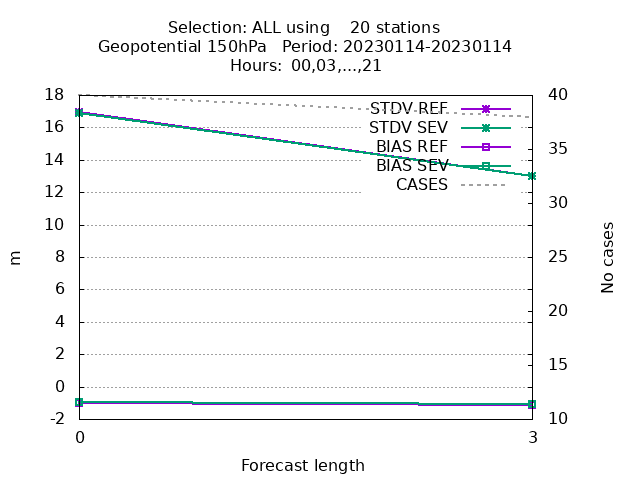 Selection: ALL using    20 stations
Geopotential 150hPa   Period: 20230114-20230114
Hours:  00,03,...,21
18
16
14
12
10
8
6
4
2
0
-2
40
35
30
25
20
15
10
STDV REF
STDV SEV
BIAS REF
BIAS SEV
CASES
m
No cases
0
3
Forecast length